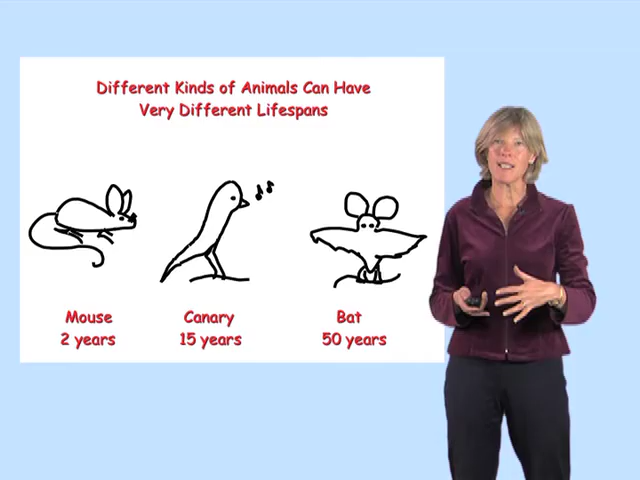 Different Kinds of Animals Can Have
Very Different Lifespans
Mouse
2 years
Canary
15 years
Bat
50 years